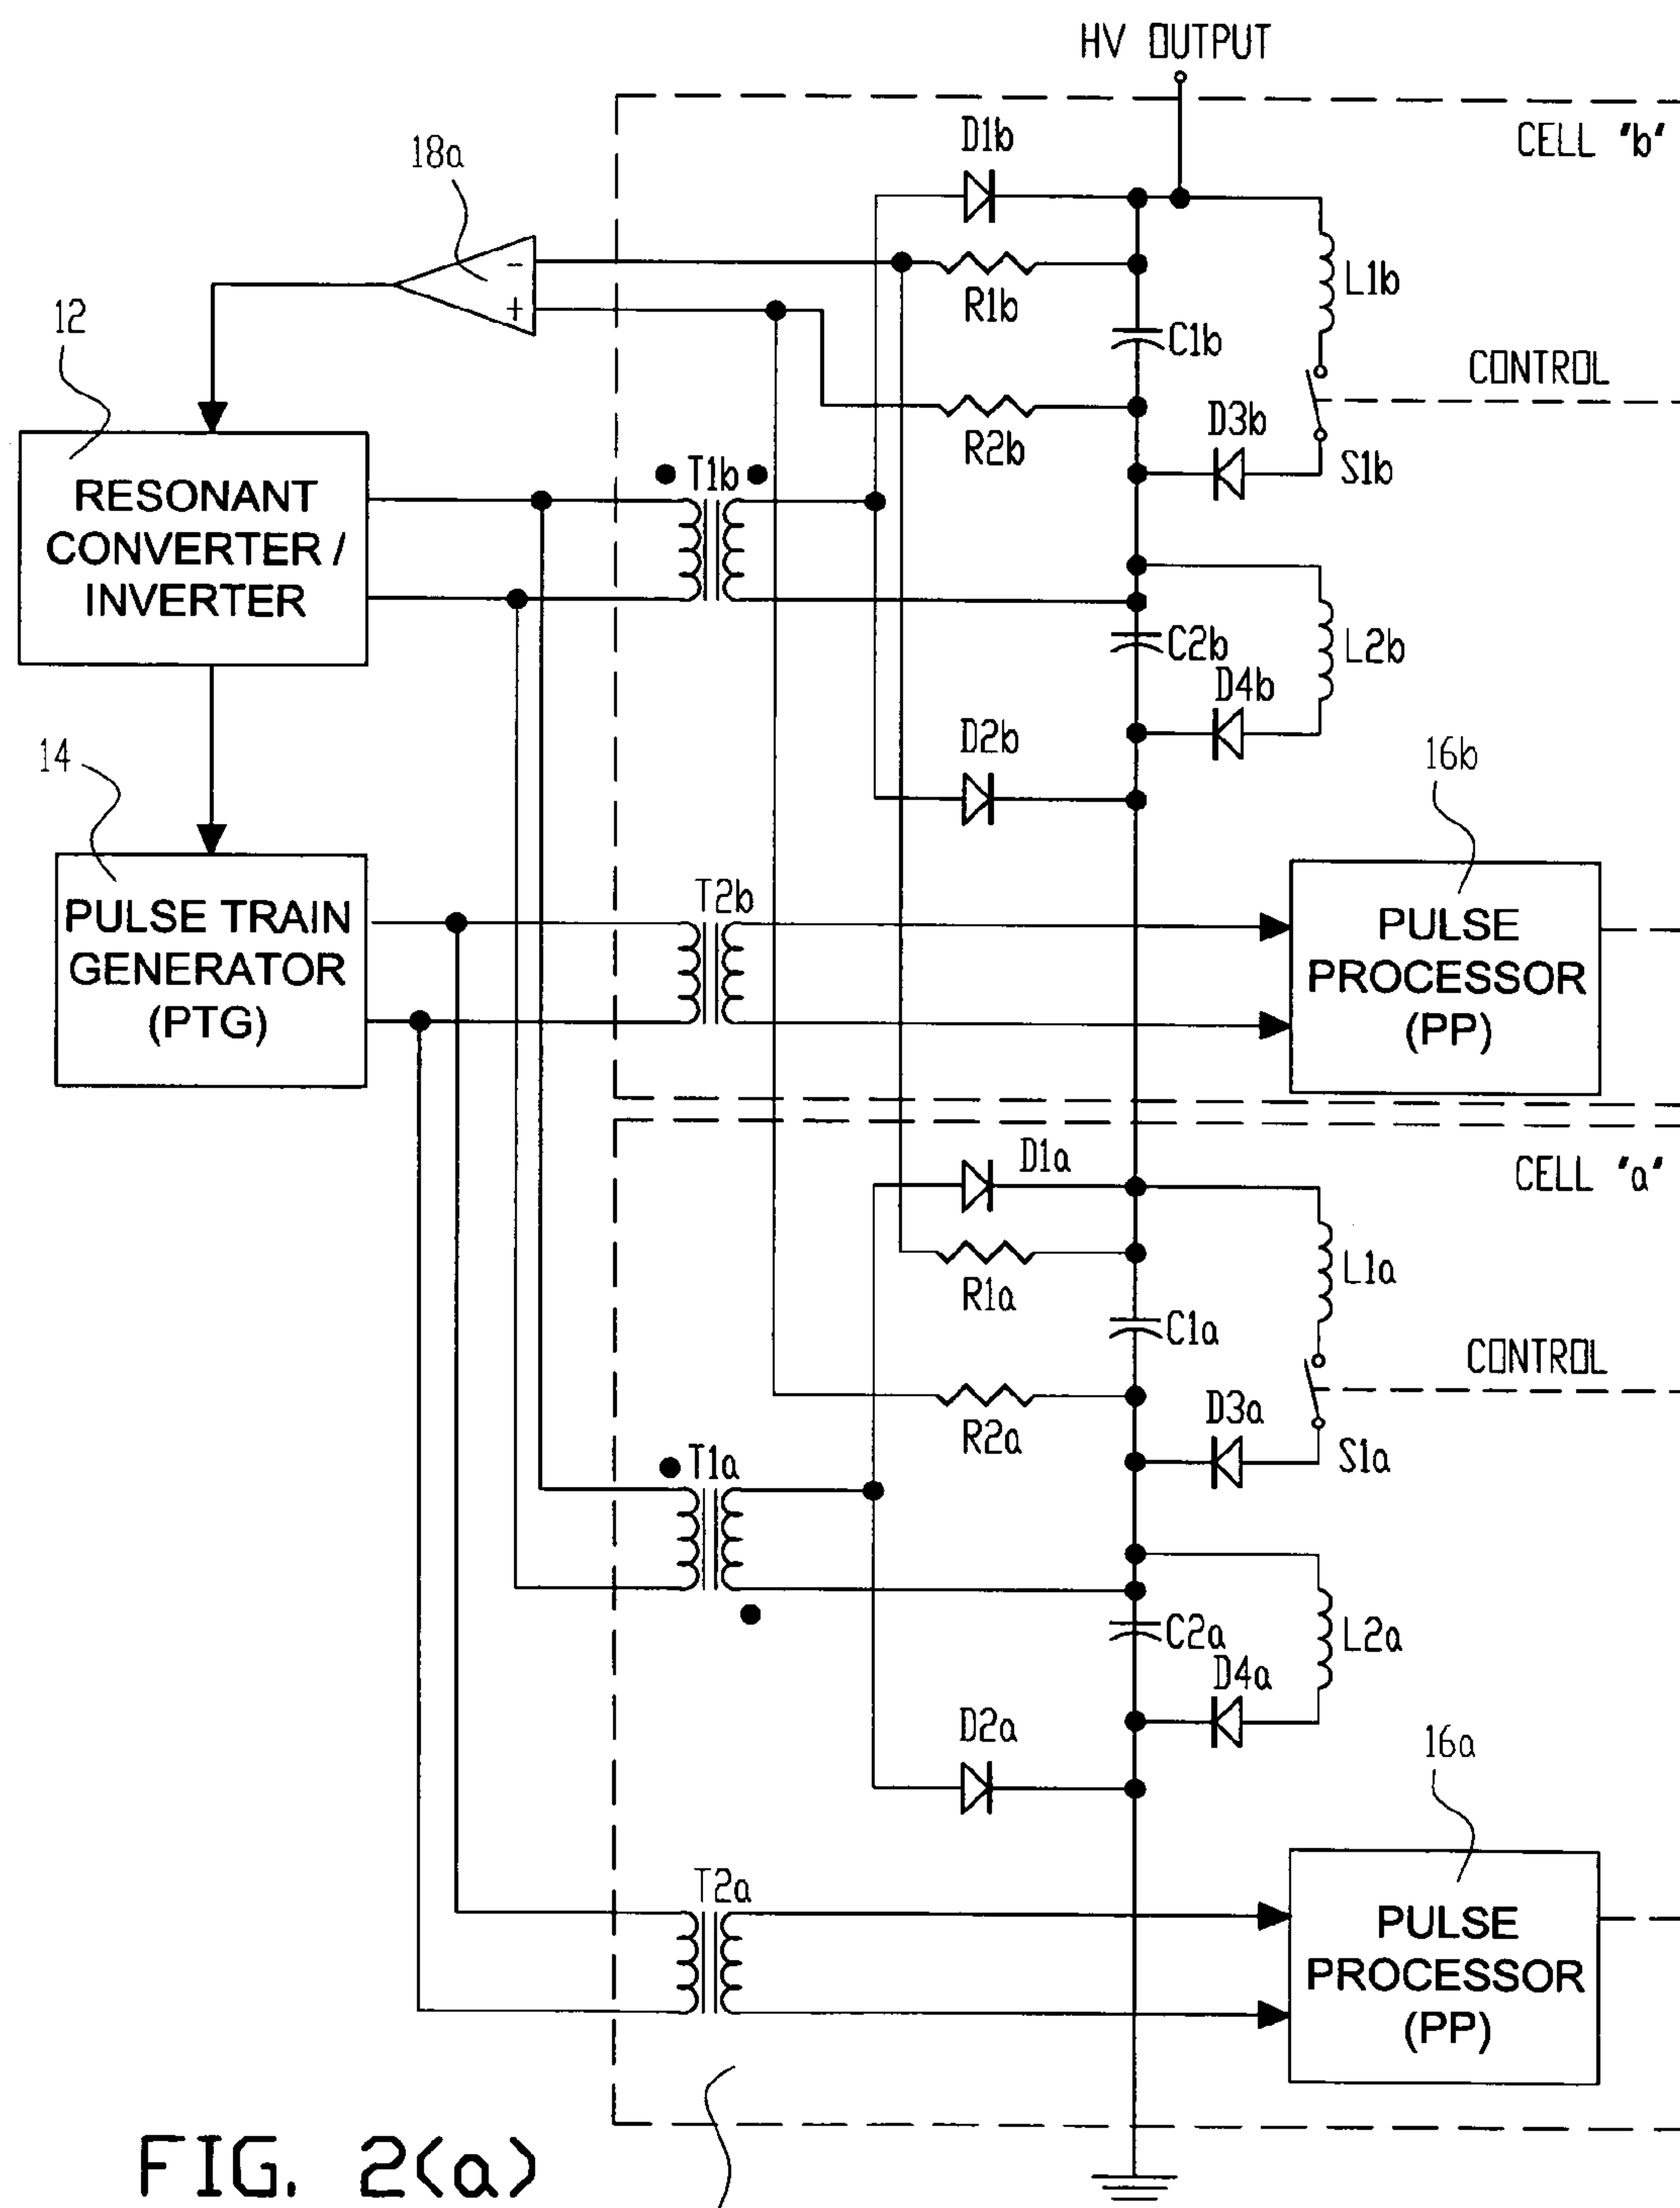 HV OUTPUT
CELL "b"
D1b
18a
-
+
R1b
L1b
C1b
12
CONTROL
D3b
R2b
S1b
T1b
RESONANT
CONVERTER /
INVERTER
C2b
L2b
D4b
D2b
14
16b
T2b
PULSE TRAIN
GENERATOR
(PTG)
PULSE
PROCESSOR
(PP)
D1a
CELL "a"
R1a
L1a
C1a
CONTROL
D3a
R2a
S1a
T1a
C2a
L2a
D4a
D2a
16a
T2a
PULSE
PROCESSOR
(PP)
FIG. 2(a)